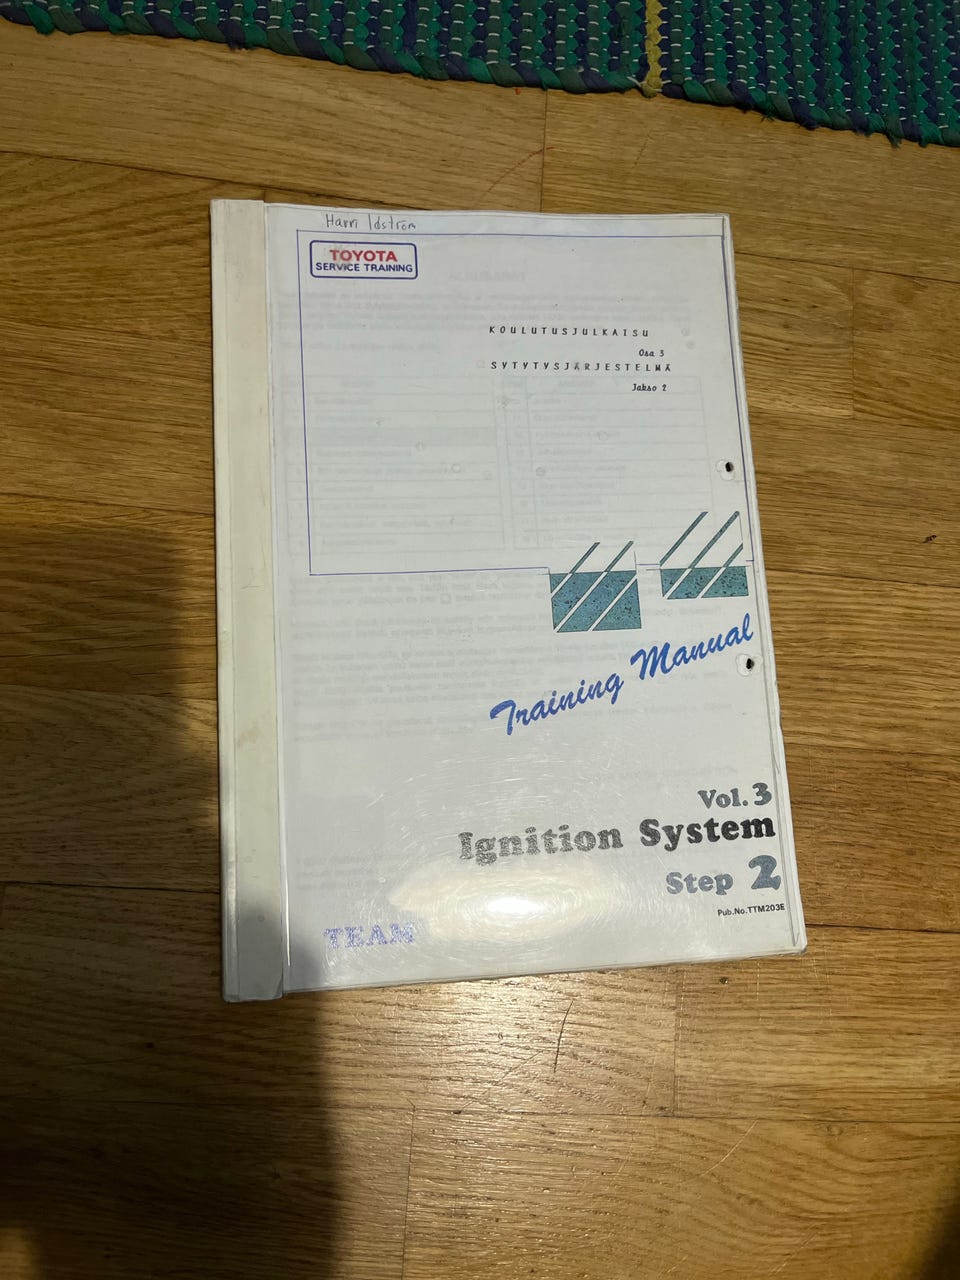 Harri Idström
TOYOTA
SERVICE TRAINING
KOULUTUSJULKAISU
Osa 3
SYTYTYSJÄRJESTELMÄ
Jakso 2
Training Manual
Vol. 3
Ignition System
Step 2
Pub.No.TTM203E
TEAM